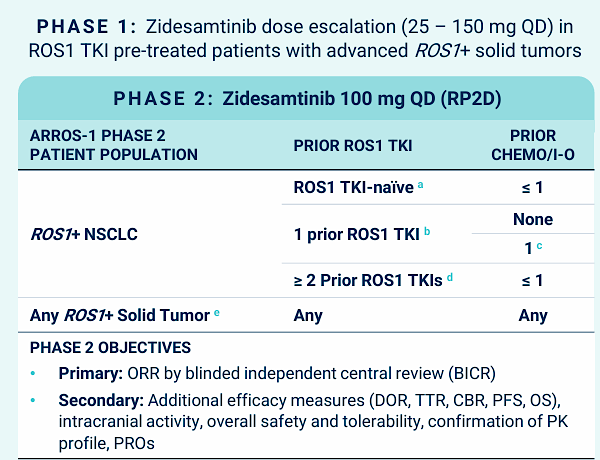 PHASE 1: Zidesamtinib dose escalation (25 – 150 mg QD) in
ROS1 TKI pre-treated patients with advanced ROS1+ solid tumors
PHASE 2: Zidesamtinib 100 mg QD (RP2D)
ARROS-1 PHASE 2
PATIENT POPULATION
PRIOR ROS1 TKI
PRIOR
CHEMO/I-O
ROS1 TKI-naïve a
≤ 1
ROS1+ NSCLC
1 prior ROS1 TKI b
None
1 c
≥ 2 Prior ROS1 TKIs d
≤ 1
Any ROS1+ Solid Tumor e
Any
Any
PHASE 2 OBJECTIVES
• Primary: ORR by blinded independent central review (BICR)
• Secondary: Additional efficacy measures (DOR, TTR, CBR, PFS, OS),
intracranial activity, overall safety and tolerability, confirmation of PK
profile, PROs